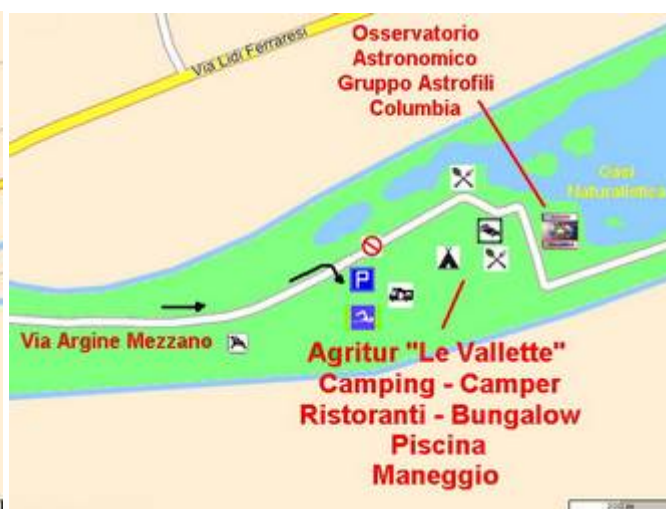 Osservatorio
Astronomico
Gruppo Astrofili
Columbia
Via Lidi Ferraresi
Oasi
Naturalistica
P
Via Argine Mezzano
Agritur "Le Vallette"
Camping - Camper
Ristoranti - Bungalow
Piscina
Maneggio